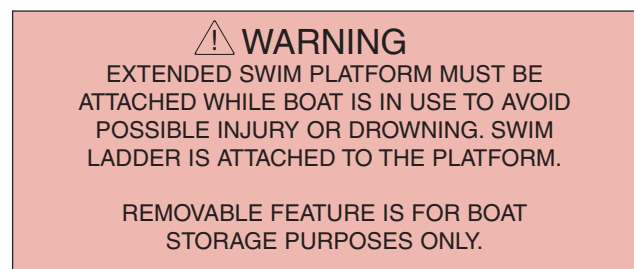 ⚠ WARNING
EXTENDED SWIM PLATFORM MUST BE
ATTACHED WHILE BOAT IS IN USE TO AVOID
POSSIBLE INJURY OR DROWNING. SWIM
LADDER IS ATTACHED TO THE PLATFORM.
REMOVABLE FEATURE IS FOR BOAT
STORAGE PURPOSES ONLY.